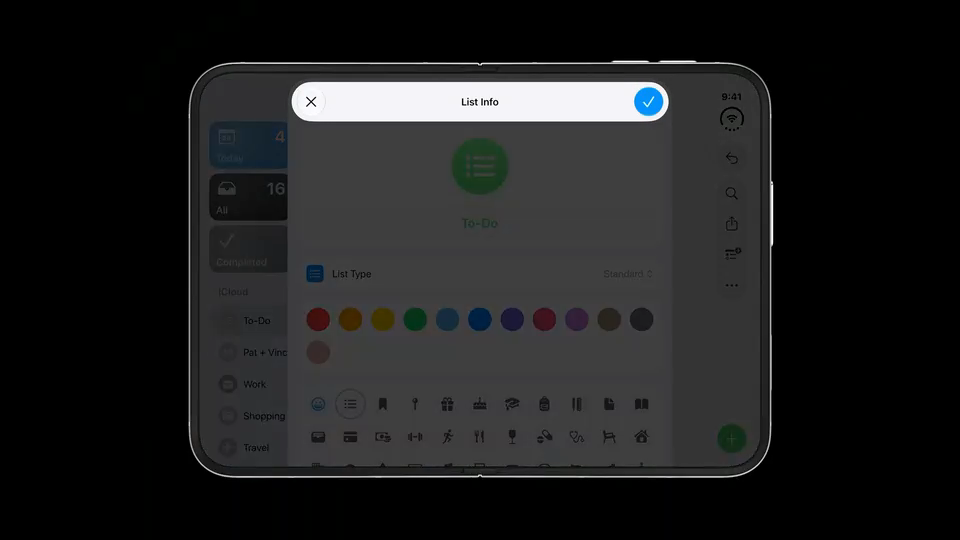 List Info
9:41
4
Today
16
All
Completed
To-Do
List Type
Standard
iCloud
To-Do
Pat + Vinc
Work
Shopping
Travel